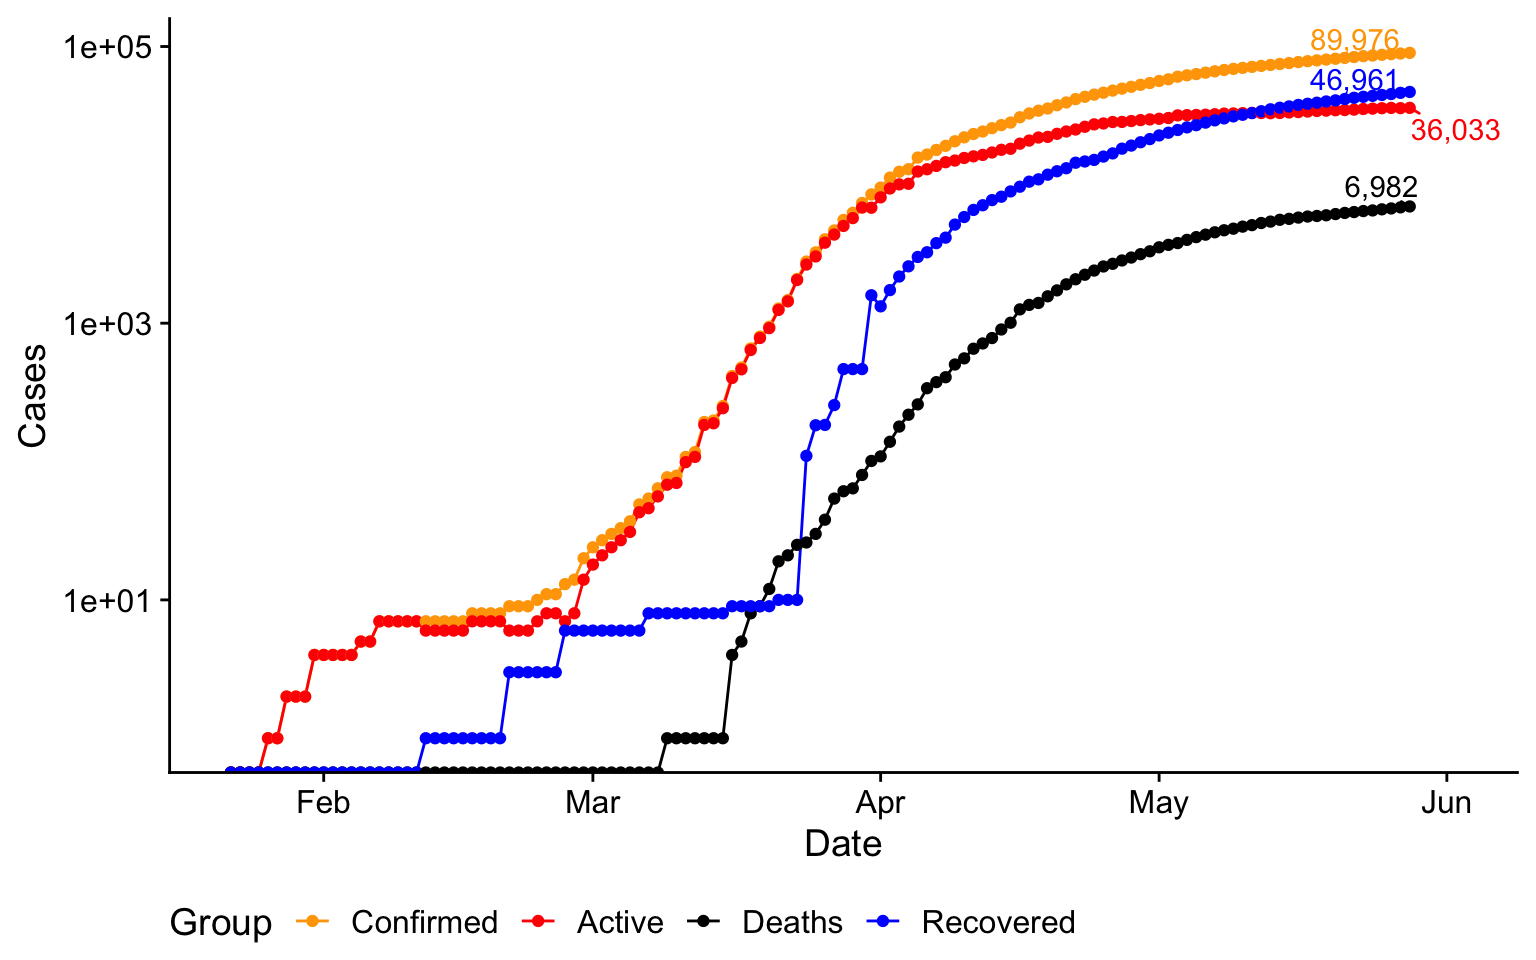 1e+05
1e+03
1e+01
Cases
89,976
46,961
36,033
6,982
Feb Mar Apr May Jun
Date
Group Confirmed Active Deaths Recovered